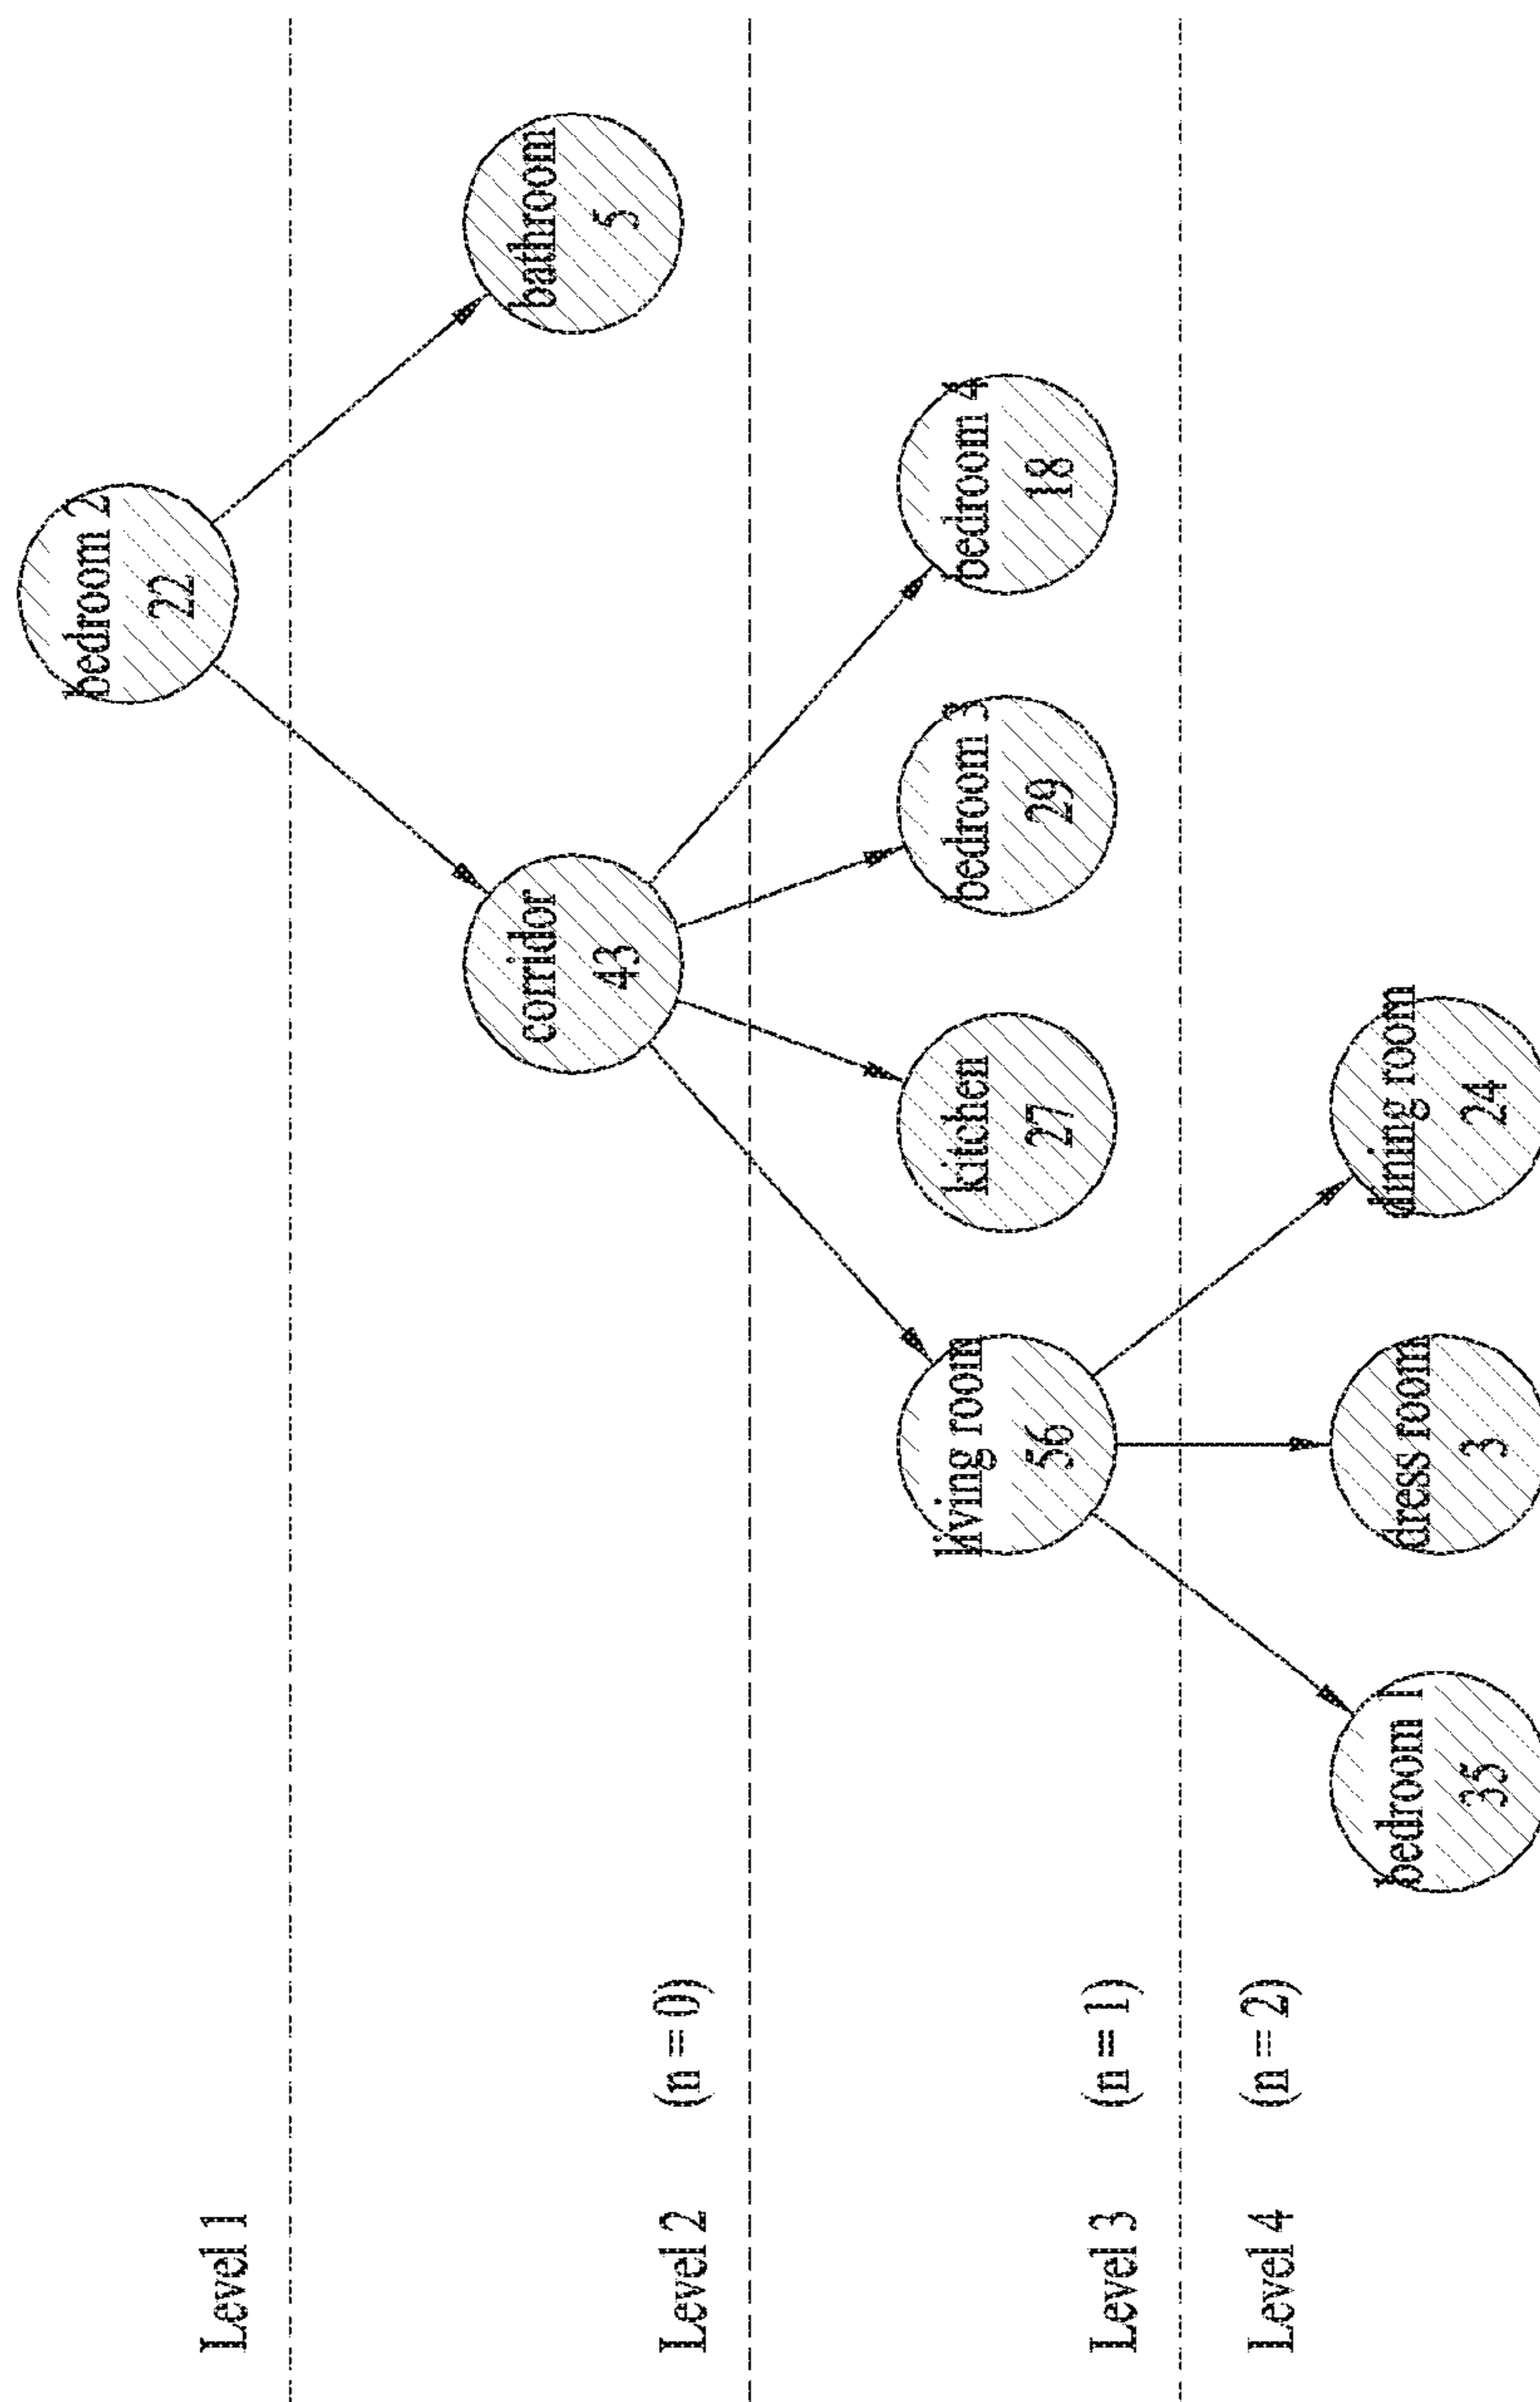 Level 1
bedroom 2
22
Level 2 (n = 0)
corridor
43
bathroom
5
Level 3 (n = 1)
living room
56
kitchen
27
bedroom 3
29
bedroom 4
18
Level 4 (n = 2)
bedroom 1
35
dress room
3
dining room
24